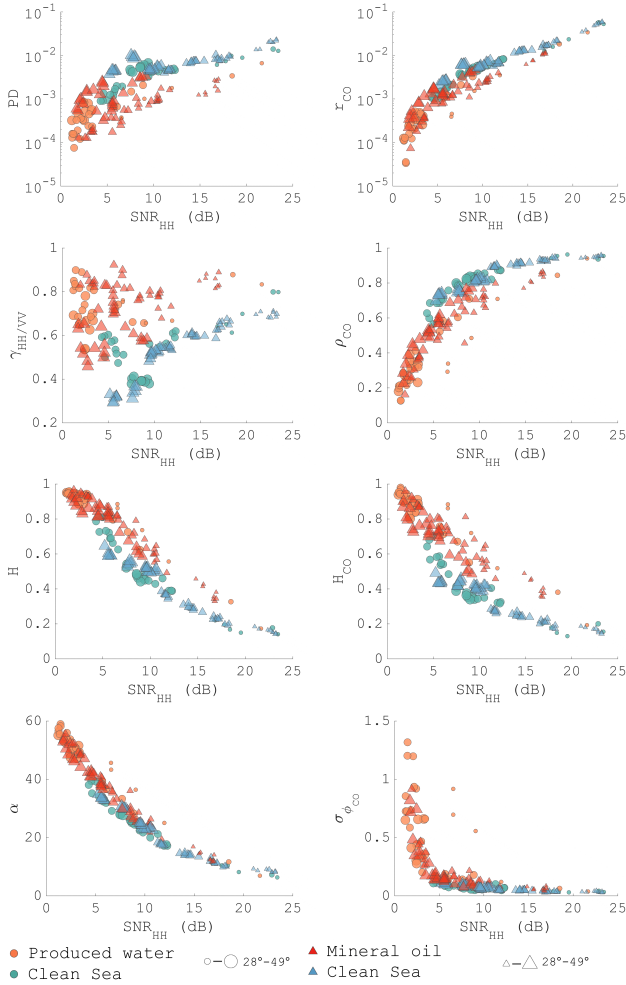 10⁻¹
10⁻²
10⁻³
10⁻⁴
10⁻⁵
PD
0 5 10 15 20 25
SNR_HH (dB)
10⁻¹
10⁻²
10⁻³
10⁻⁴
10⁻⁵
r_CO
0 5 10 15 20 25
SNR_HH (dB)
1
0.8
0.6
0.4
0.2
γ_HH/VV
0 5 10 15 20 25
SNR_HH (dB)
1
0.8
0.6
0.4
0.2
0
ρ_CO
0 5 10 15 20 25
SNR_HH (dB)
1
0.8
0.6
0.4
0.2
0
H
0 5 10 15 20 25
SNR_HH (dB)
1
0.8
0.6
0.4
0.2
0
H_CO
0 5 10 15 20 25
SNR_HH (dB)
60
40
20
0
α
0 5 10 15 20 25
SNR_HH (dB)
1.5
1
0.5
0
σ_ϕ_CO
0 5 10 15 20 25
SNR_HH (dB)
Produced water
Clean Sea
28°-49°
Mineral oil
Clean Sea
28°-49°